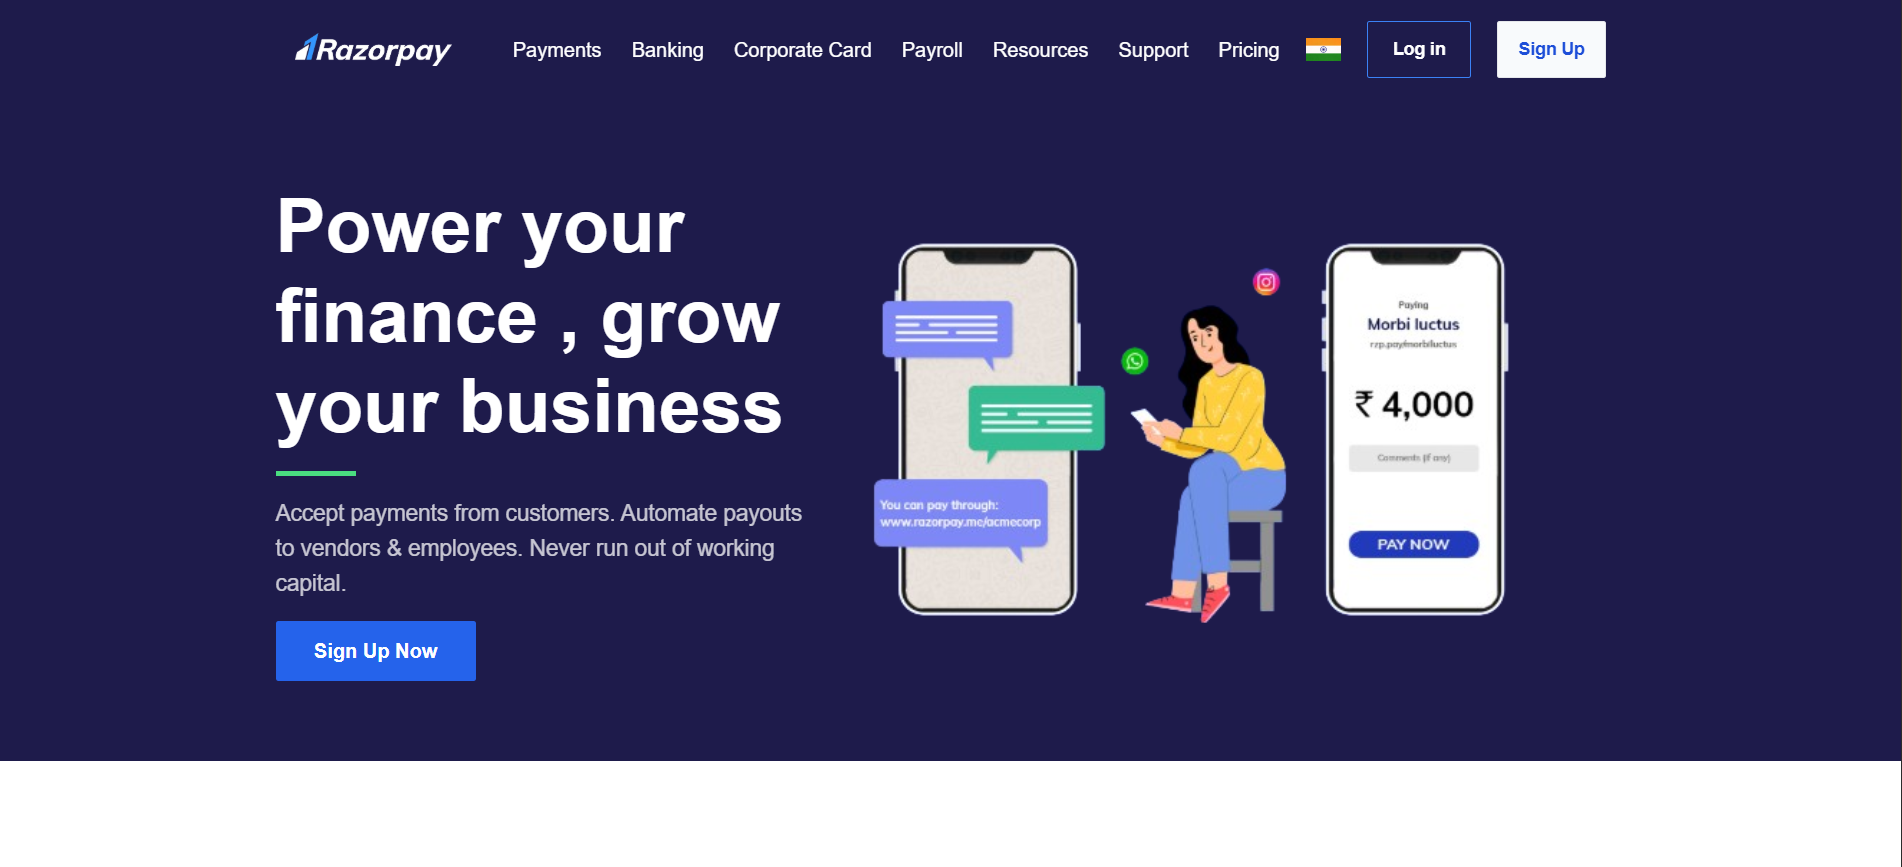 Razorpay
Payments
Banking
Corporate Card
Payroll
Resources
Support
Pricing
Log in
Sign Up
Power your
finance , grow
your business
Accept payments from customers. Automate payouts
to vendors & employees. Never run out of working
capital.
Sign Up Now
You can pay through:
www.razorpay.me/acmecorp
Paying
Morbi luctus
rzp.pay/morbiluctus
₹ 4,000
Comments (if any)
PAY NOW